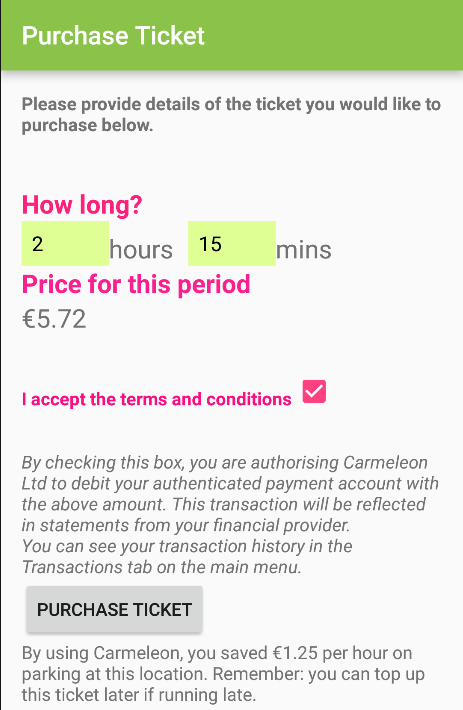 Purchase Ticket
Please provide details of the ticket you would like to
purchase below.
How long?
2 hours 15 mins
Price for this period
€5.72
I accept the terms and conditions
By checking this box, you are authorising Carmeleon
Ltd to debit your authenticated payment account with
the above amount. This transaction will be reflected
in statements from your financial provider.
You can see your transaction history in the
Transactions tab on the main menu.
PURCHASE TICKET
By using Carmeleon, you saved €1.25 per hour on
parking at this location. Remember: you can top up
this ticket later if running late.